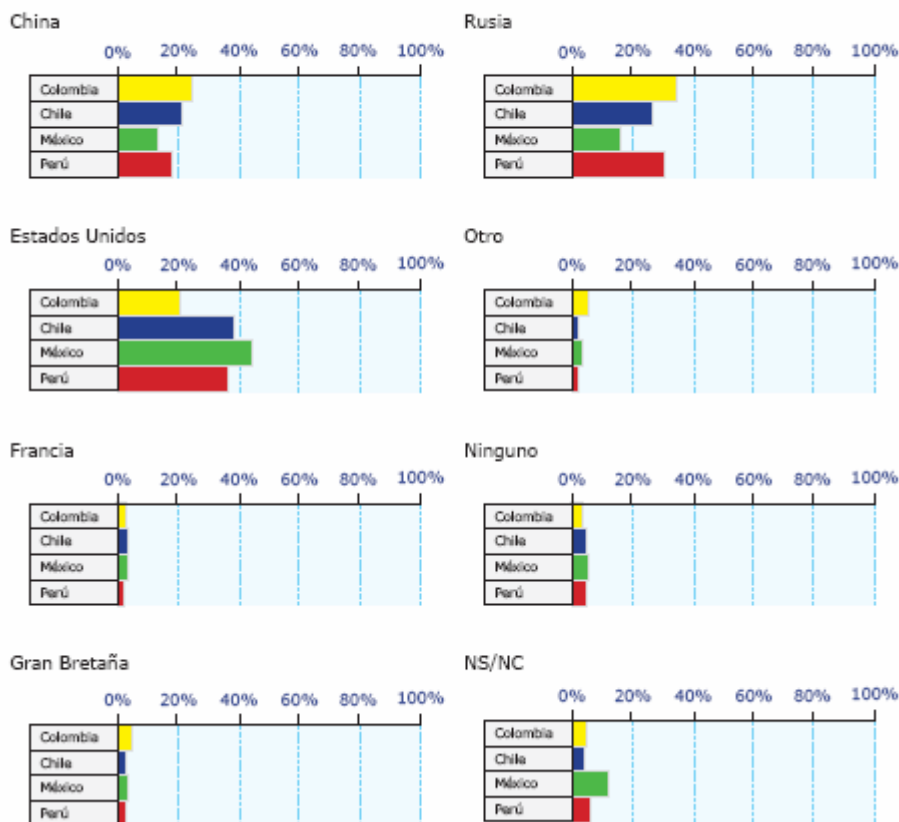 China
0% 20% 40% 60% 80% 100%
Colombia
Chile
México
Perú
Rusia
0% 20% 40% 60% 80% 100%
Colombia
Chile
México
Perú
Estados Unidos
0% 20% 40% 60% 80% 100%
Colombia
Chile
México
Perú
Otro
0% 20% 40% 60% 80% 100%
Colombia
Chile
México
Perú
Francia
0% 20% 40% 60% 80% 100%
Colombia
Chile
México
Perú
Ninguno
0% 20% 40% 60% 80% 100%
Colombia
Chile
México
Perú
Gran Bretaña
0% 20% 40% 60% 80% 100%
Colombia
Chile
México
Perú
NS/NC
0% 20% 40% 60% 80% 100%
Colombia
Chile
México
Perú